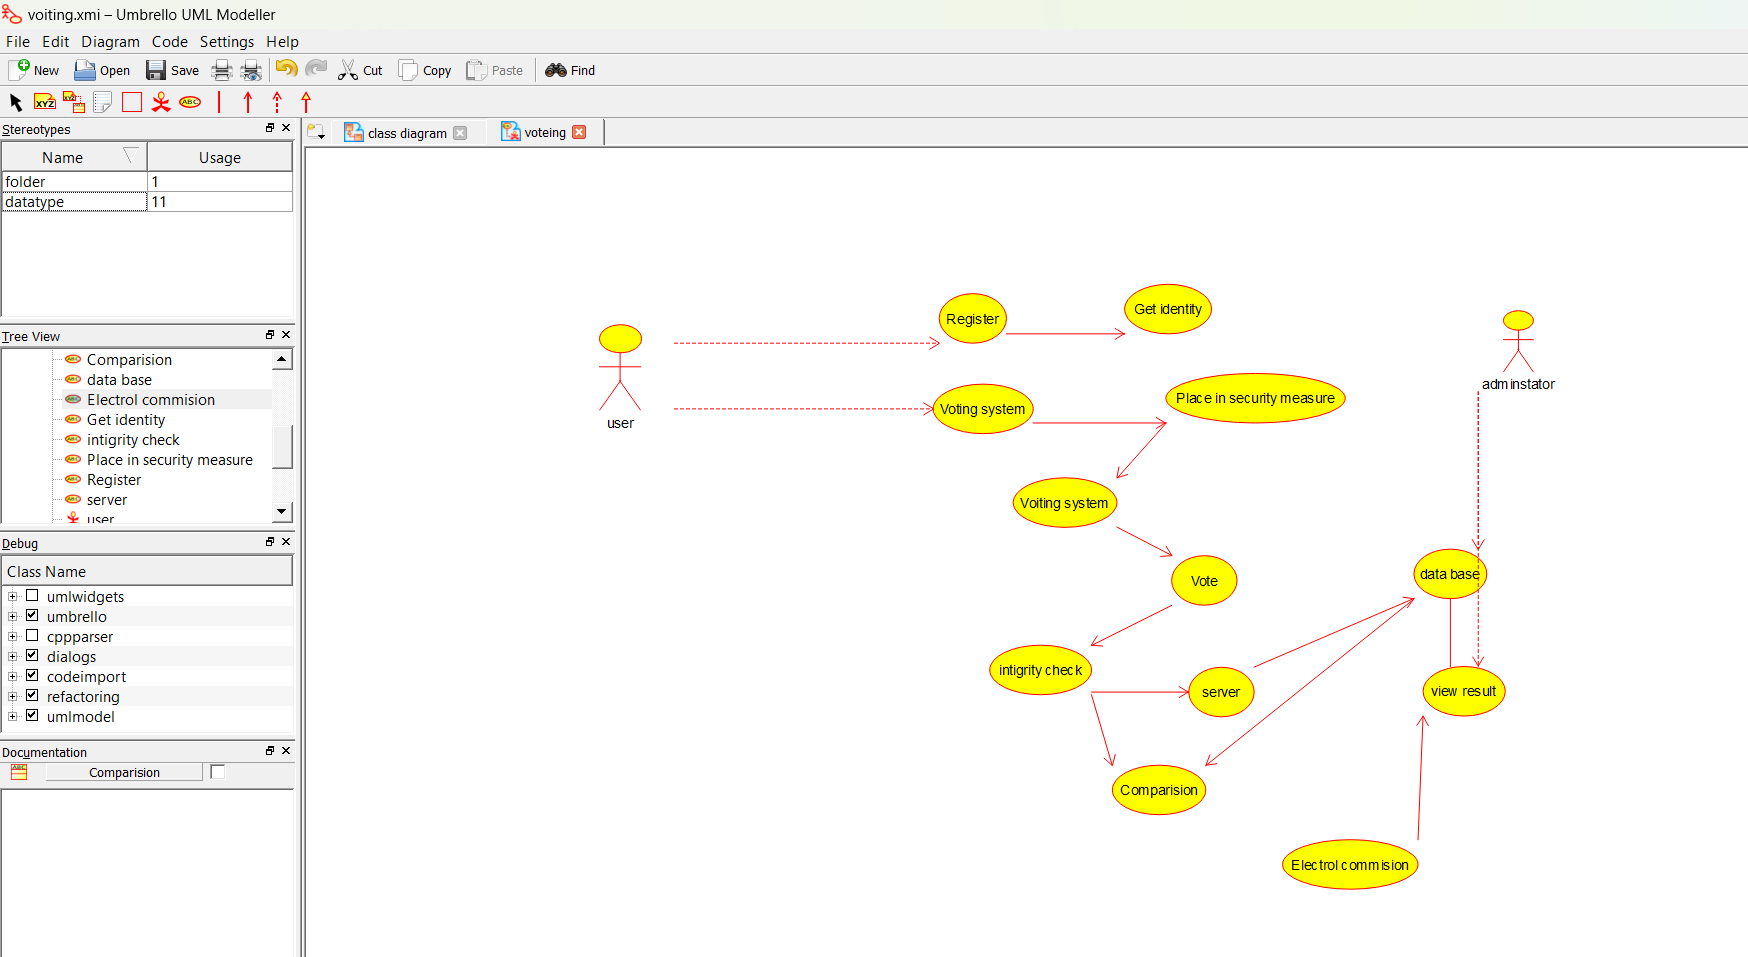 voiting.xmi – Umbrello UML Modeller
File Edit Diagram Code Settings Help
New Open Save Cut Copy Paste Find
XYZ XYZ ABC
Stereotypes
class diagram voteing
Name Usage
folder 1
datatype 11
Tree View
Comparision
data base
Electrol commision
Get identity
intigrity check
Place in security measure
Register
server
user
Debug
Class Name
umlwidgets
umbrello
cppparser
dialogs
codeimport
refactoring
umlmodel
Documentation
Comparision
Register
Get identity
user
adminstator
Voting system
Place in security measure
Voiting system
Vote
data base
intigrity check
server
view result
Comparision
Electrol commision